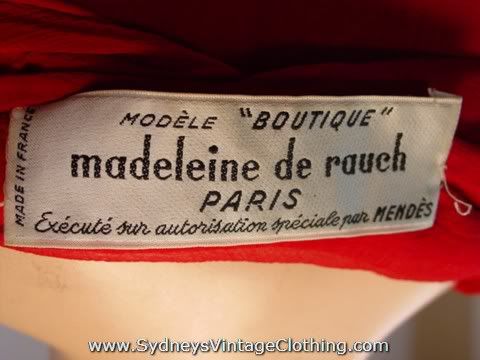 MADE IN FRANCE
MODÈLE "BOUTIQUE"
madeleine de rauch
PARIS
Exécuté sur autorisation spéciale par MENDÈS
www.SydneysVintageClothing.com